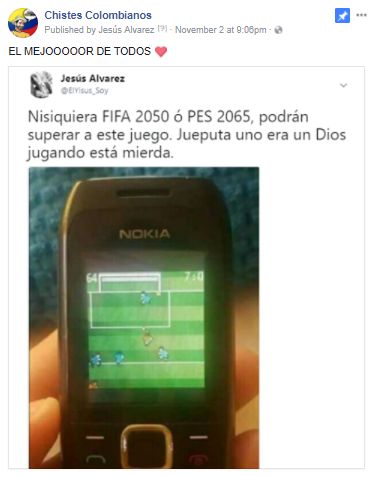 Chistes Colombianos
Published by Jesús Alvarez [?] · November 2 at 9:06pm ·
EL MEJOOOOOR DE TODOS ❤
Jesús Alvarez
@ElYisus_Soy
Nisiquiera FIFA 2050 ó PES 2065, podrán
superar a este juego. Jueputa uno era un Dios
jugando está mierda.
NOKIA
64 7:0